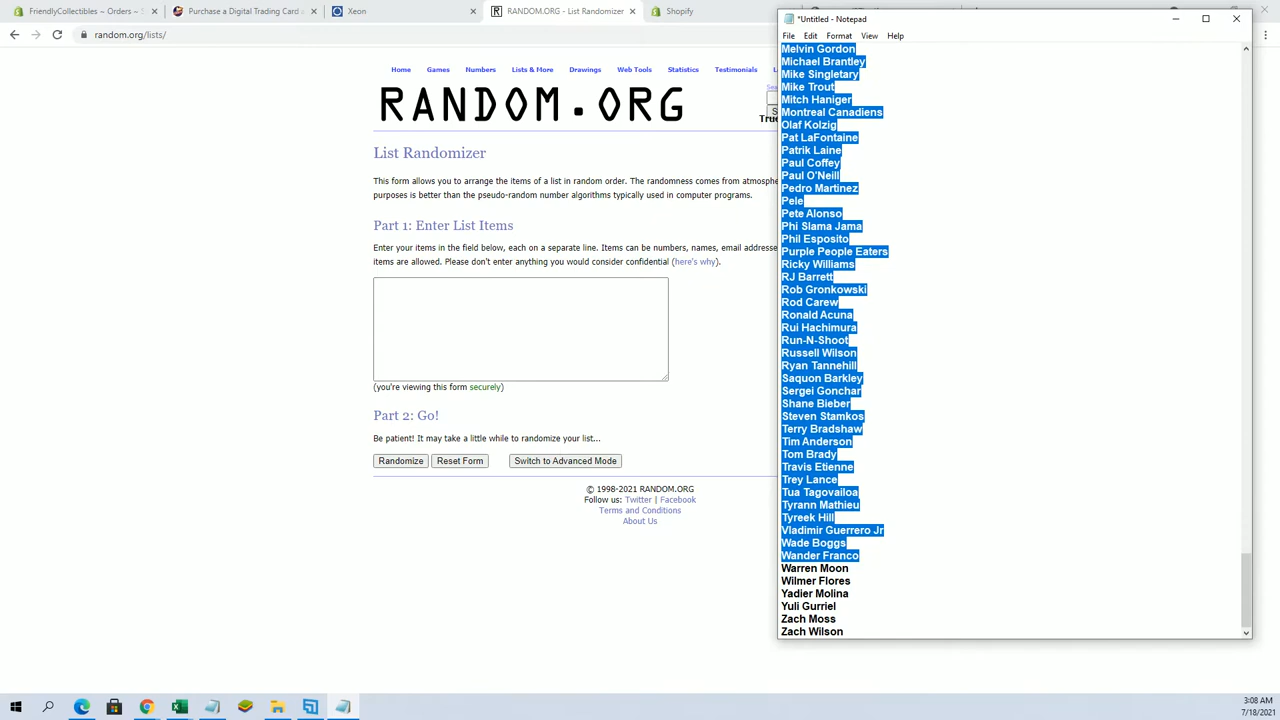 FriendlyCollectibles ~ Orders ~ S
Purchase a Digital Trading Card
Xeon
RANDOM.ORG - List Randomizer
Shopify
random.org/lists/
Home Games Numbers Lists & More Drawings Web Tools Statistics Testimonials
RANDOM.ORG
List Randomizer
This form allows you to arrange the items of a list in random order. The randomness comes from atmosphe
purposes is better than the pseudo-random number algorithms typically used in computer programs.
Part 1: Enter List Items
Enter your items in the field below, each on a separate line. Items can be numbers, names, email addresse
items are allowed. Please don't enter anything you would consider confidential (here's why).
(you're viewing this form securely)
Part 2: Go!
Be patient! It may take a little while to randomize your list...
Randomize Reset Form Switch to Advanced Mode
© 1998-2021 RANDOM.ORG
Follow us: Twitter | Facebook
Terms and Conditions
About Us
*Untitled - Notepad
File Edit Format View Help
Melvin Gordon
Michael Brantley
Mike Singletary
Mike Trout
Mitch Haniger
Montreal Canadiens
Olaf Kolzig
Pat LaFontaine
Patrik Laine
Paul Coffey
Paul O'Neill
Pedro Martinez
Pele
Pete Alonso
Phi Slama Jama
Phil Esposito
Purple People Eaters
Ricky Williams
RJ Barrett
Rob Gronkowski
Rod Carew
Ronald Acuna
Rui Hachimura
Run-N-Shoot
Russell Wilson
Ryan Tannehill
Saquon Barkley
Sergei Gonchar
Shane Bieber
Steven Stamkos
Terry Bradshaw
Tim Anderson
Tom Brady
Travis Etienne
Trey Lance
Tua Tagovailoa
Tyrann Mathieu
Tyreek Hill
Vladimir Guerrero Jr
Wade Boggs
Wander Franco
Warren Moon
Wilmer Flores
Yadier Molina
Yuli Gurriel
Zach Moss
Zach Wilson
3:08 AM
7/18/2021